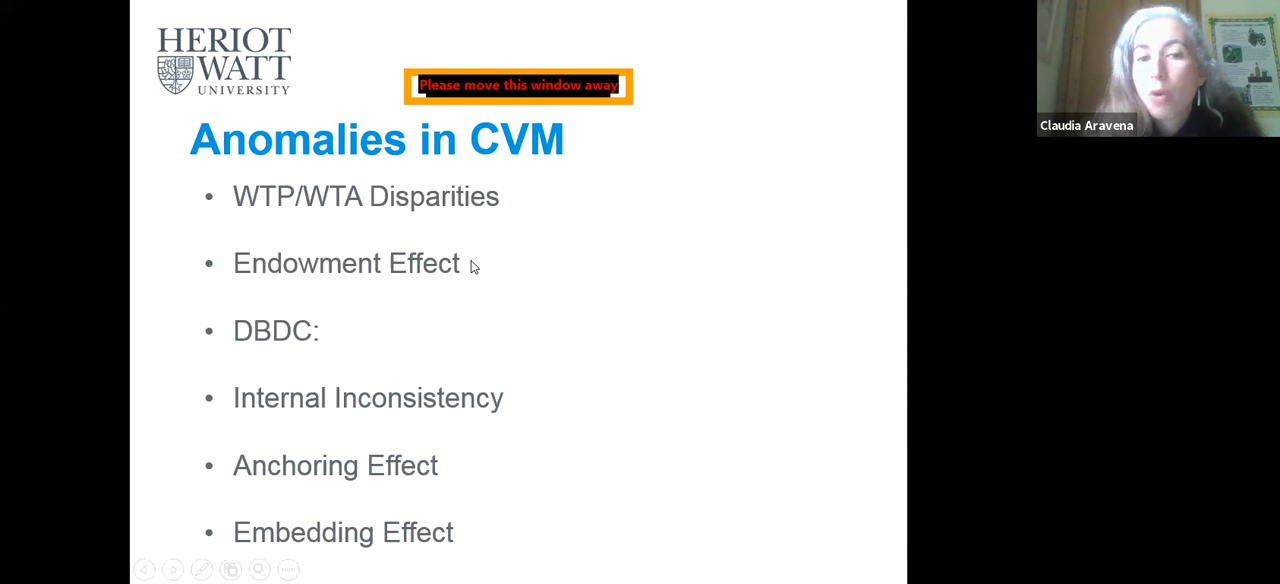 HERIOT
WATT
UNIVERSITY
Please move this window away
Anomalies in CVM
• WTP/WTA Disparities
• Endowment Effect
• DBDC:
• Internal Inconsistency
• Anchoring Effect
• Embedding Effect
Claudia Aravena